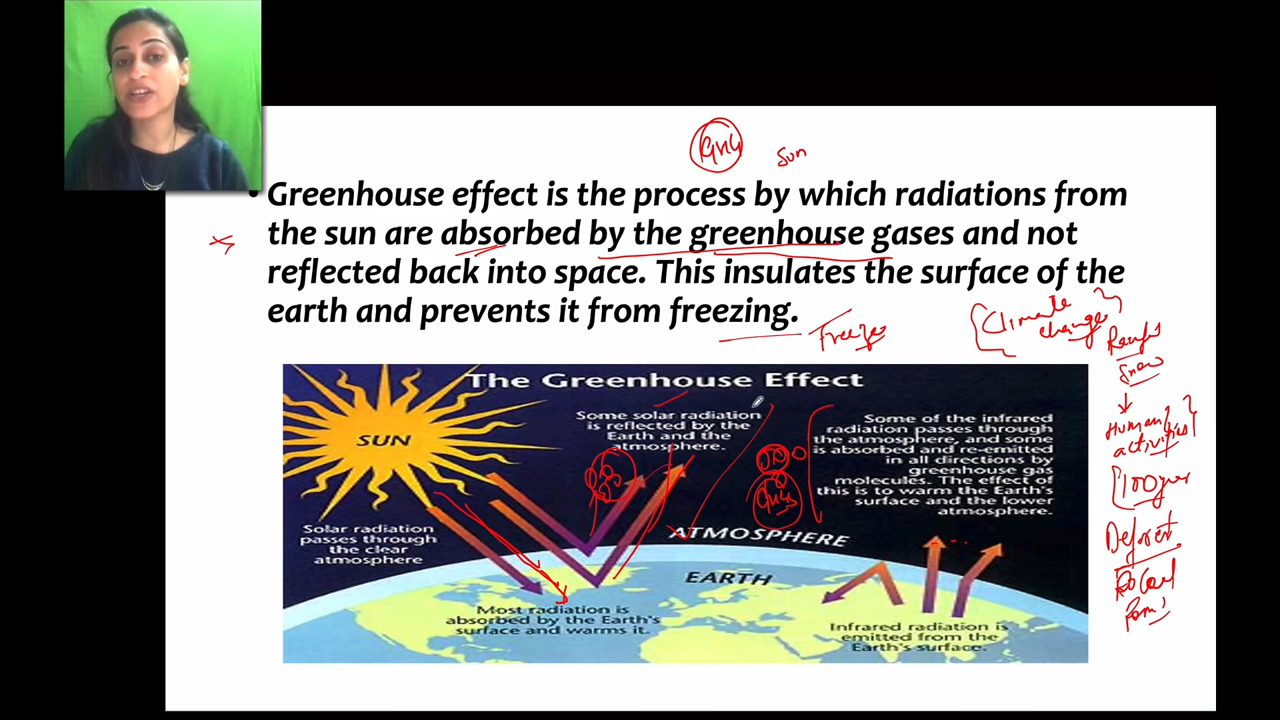 GHG
Sun
• Greenhouse effect is the process by which radiations from
the sun are absorbed by the greenhouse gases and not
reflected back into space. This insulates the surface of the
earth and prevents it from freezing.
Freeze
Climate
change
Snow
Human
activities
100 year
Deforest
The Greenhouse Effect
SUN
Some solar radiation
is reflected by the
Earth and the
atmosphere.
Some of the infrared
radiation passes through
the atmosphere, and some
is absorbed and re-emitted
in all directions by
greenhouse gas
molecules. The effect of
this is to warm the Earth's
surface and the lower
atmosphere.
Solar radiation
passes through
the clear
atmosphere
ATMOSPHERE
EARTH
Most radiation is
absorbed by the Earth's
surface and warms it.
Infrared radiation is
emitted from the
Earth's surface.